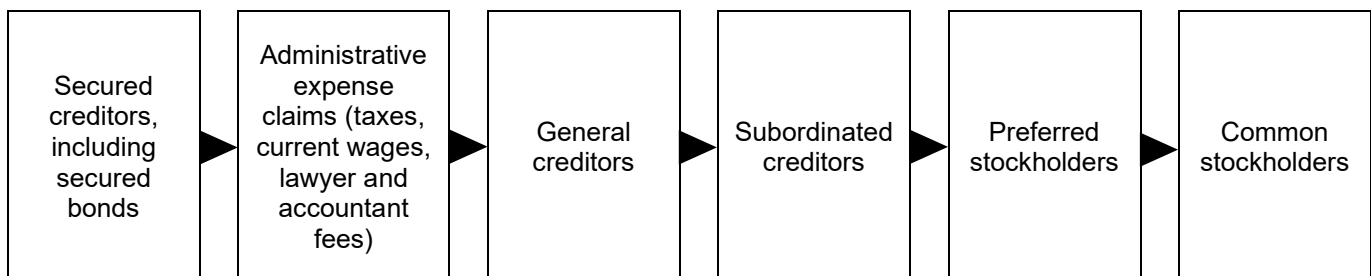 Secured
creditors,
including
secured
bonds
Administrative
expense
claims (taxes,
current wages,
lawyer and
accountant
fees)
General
creditors
Subordinated
creditors
Preferred
stockholders
Common
stockholders